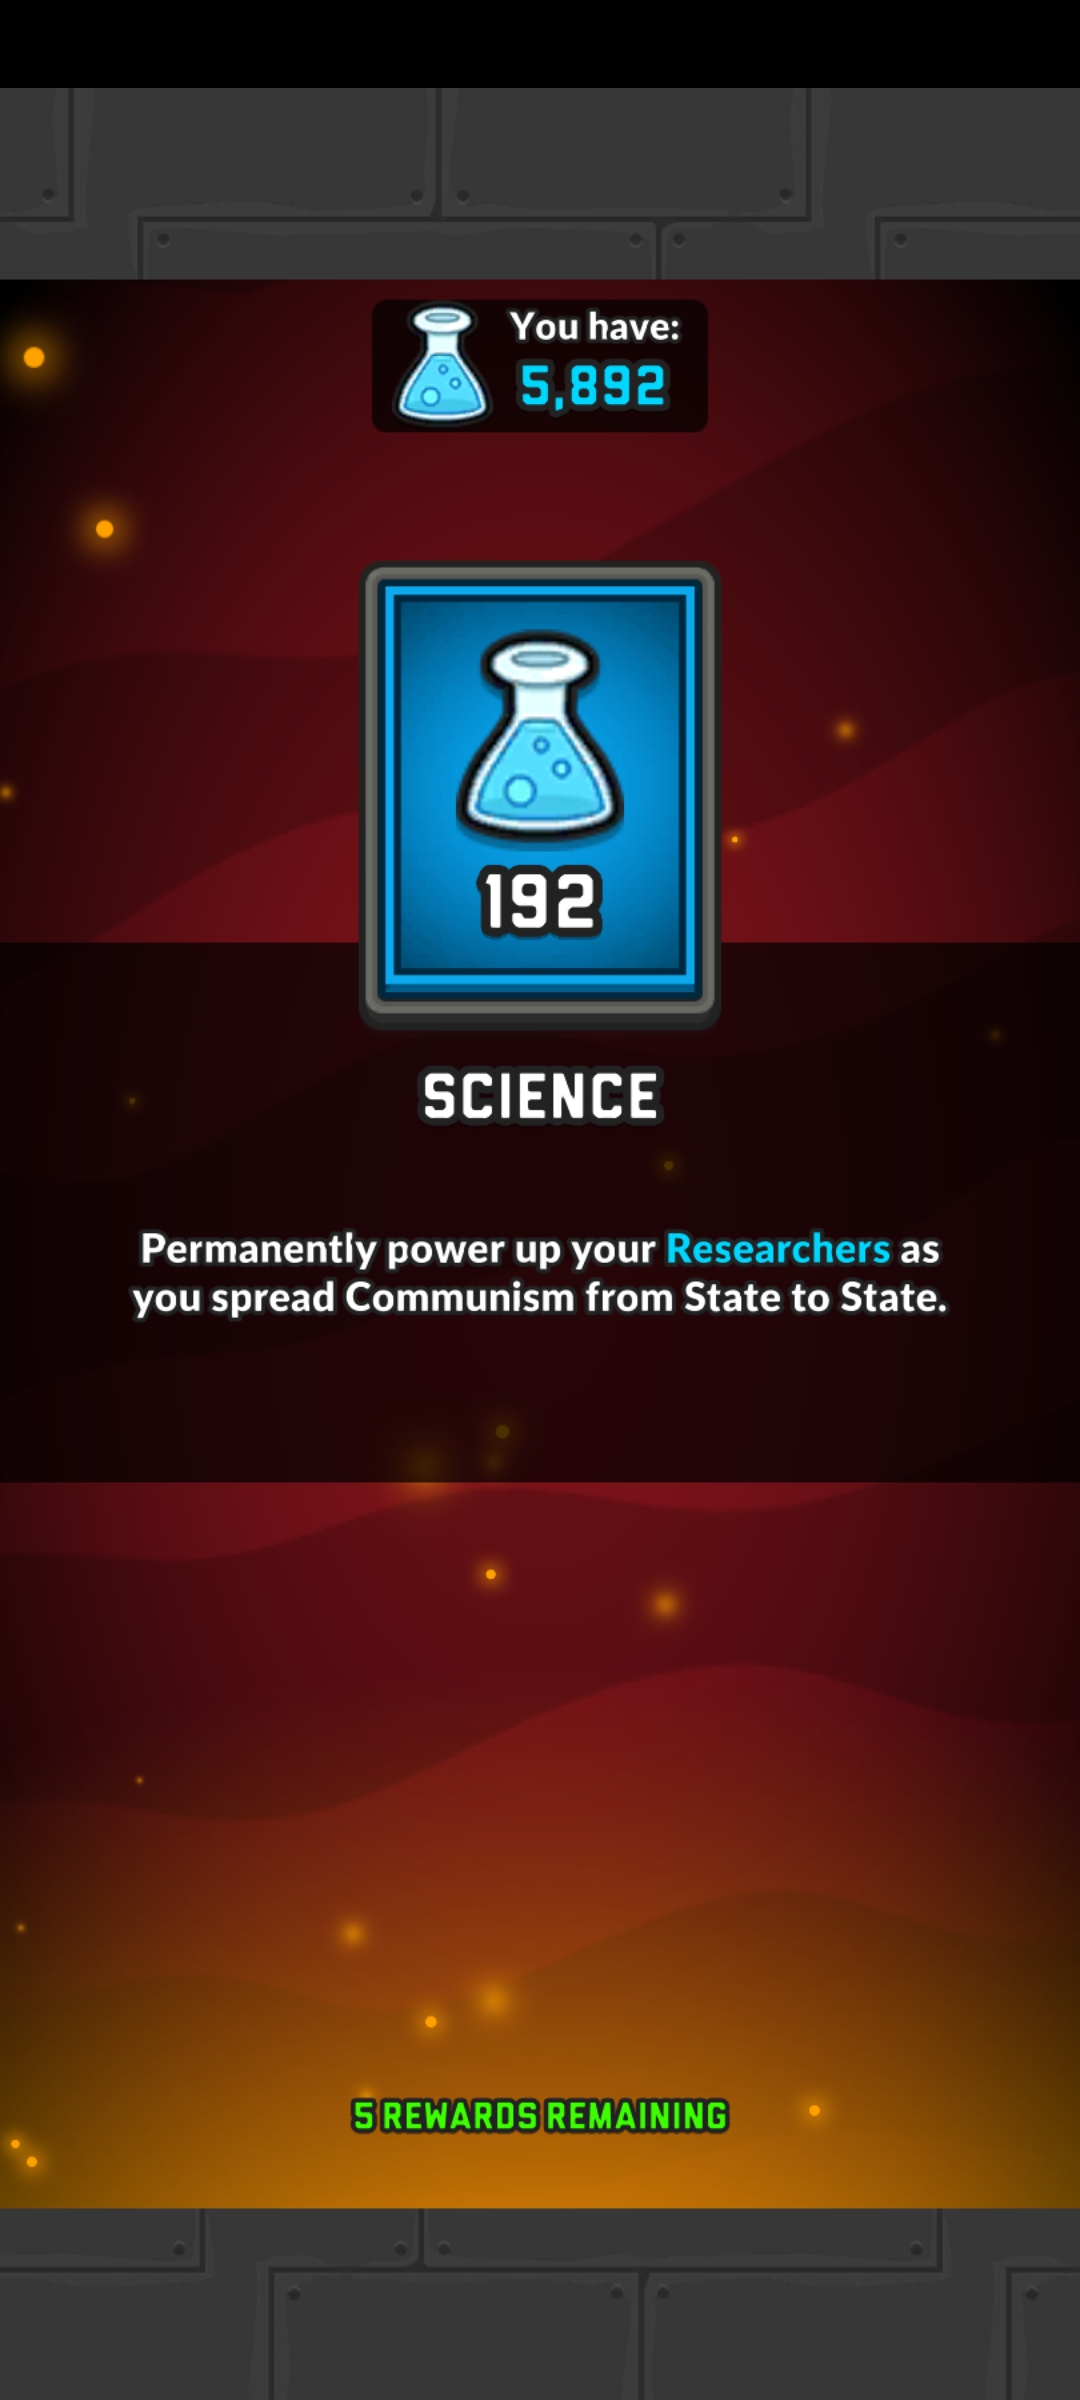 You have:
5,892
192
SCIENCE
Permanently power up your Researchers as
you spread Communism from State to State.
5 REWARDS REMAINING